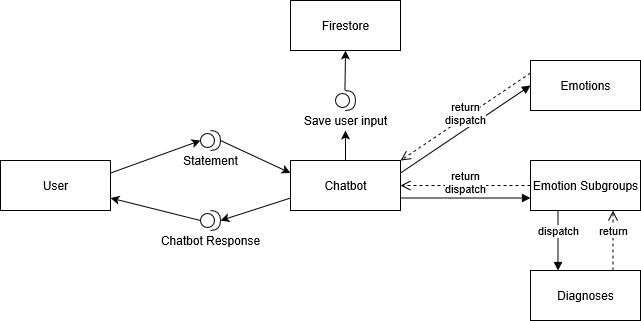 Firestore
Emotions
return
dispatch
Save user input
Statement
User
Chatbot
return
dispatch
Emotion Subgroups
Chatbot Response
dispatch
return
Diagnoses